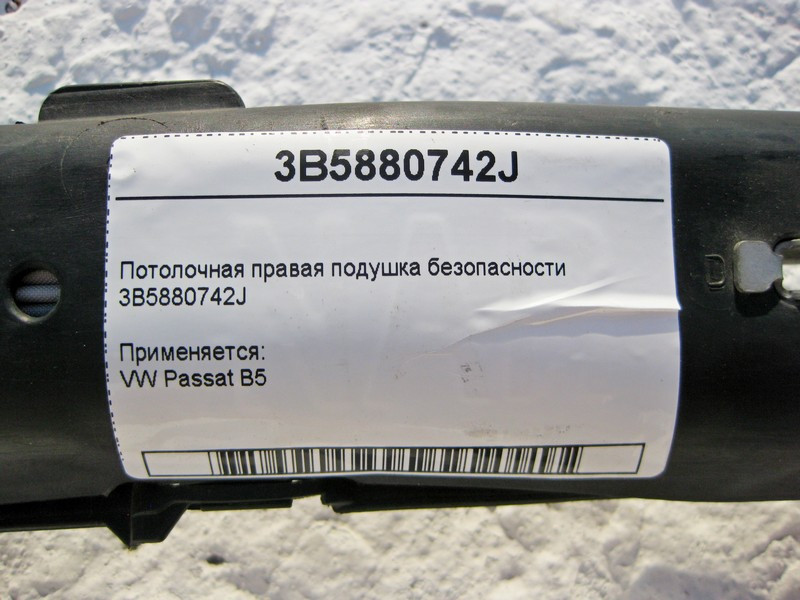 3B5880742J
Потолочная правая подушка безопасности
3B5880742J
Применяется:
VW Passat B5
D